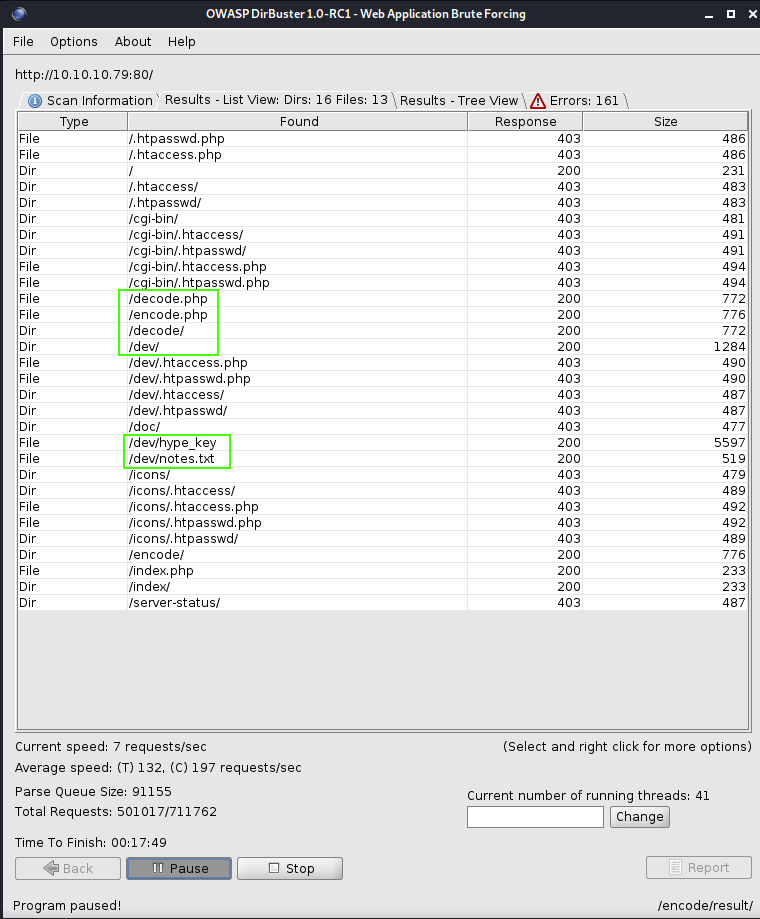 OWASP DirBuster 1.0-RC1 - Web Application Brute Forcing
File Options About Help
http://10.10.10.79:80/
Scan Information Results - List View: Dirs: 16 Files: 13 Results - Tree View Errors: 161
Type Found Response Size
File /.htpasswd.php 403 486
File /.htaccess.php 403 486
Dir / 200 231
Dir /.htaccess/ 403 483
Dir /.htpasswd/ 403 483
Dir /cgi-bin/ 403 481
Dir /cgi-bin/.htaccess/ 403 491
Dir /cgi-bin/.htpasswd/ 403 491
File /cgi-bin/.htaccess.php 403 494
File /cgi-bin/.htpasswd.php 403 494
File /decode.php 200 772
File /encode.php 200 776
Dir /decode/ 200 772
Dir /dev/ 200 1284
File /dev/.htaccess.php 403 490
File /dev/.htpasswd.php 403 490
Dir /dev/.htaccess/ 403 487
Dir /dev/.htpasswd/ 403 487
Dir /doc/ 403 477
File /dev/hype_key 200 5597
File /dev/notes.txt 200 519
Dir /icons/ 403 479
Dir /icons/.htaccess/ 403 489
File /icons/.htaccess.php 403 492
File /icons/.htpasswd.php 403 492
Dir /icons/.htpasswd/ 403 489
Dir /encode/ 200 776
File /index.php 200 233
Dir /index/ 200 233
Dir /server-status/ 403 487
Current speed: 7 requests/sec (Select and right click for more options)
Average speed: (T) 132, (C) 197 requests/sec
Parse Queue Size: 91155 Current number of running threads: 41
Total Requests: 501017/711762 Change
Time To Finish: 00:17:49
Back Pause Stop Report
Program paused! /encode/result/